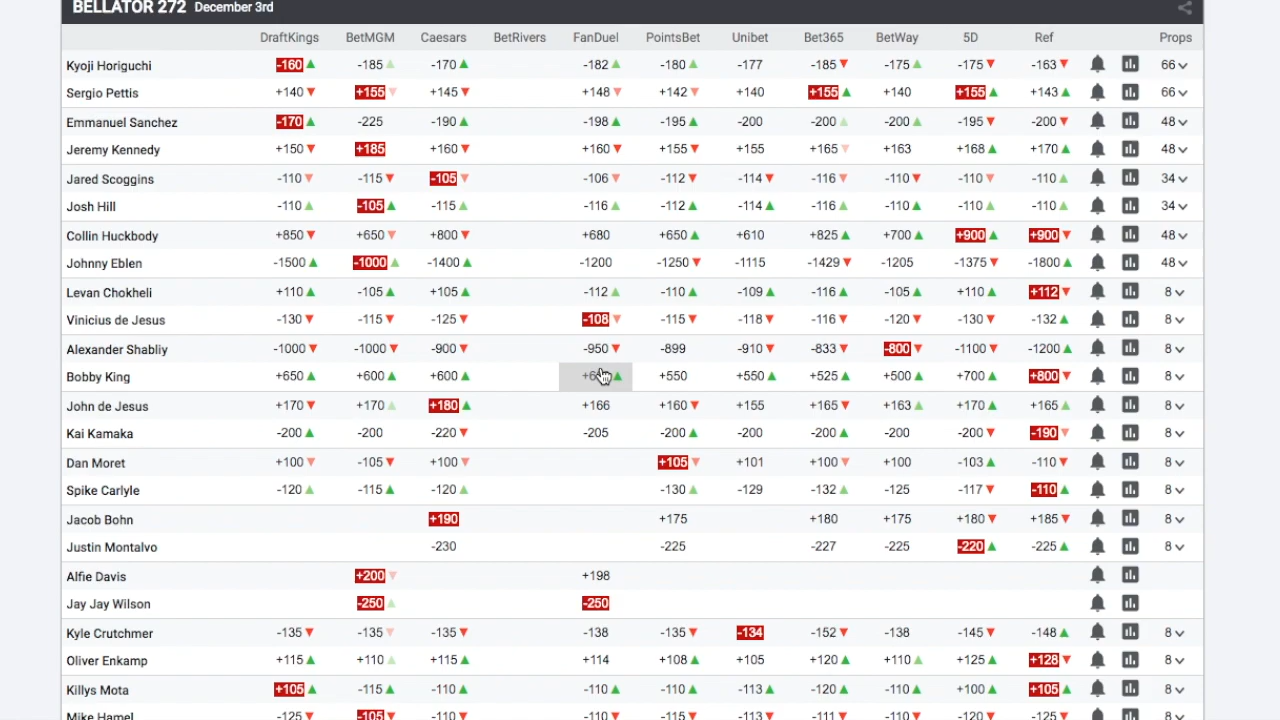 BELLATOR 272 December 3rd
DraftKings BetMGM Caesars BetRivers FanDuel PointsBet Unibet Bet365 BetWay 5D Ref Props
Kyoji Horiguchi -160 -185 -170 -182 -180 -177 -185 -175 -175 -163 66
Sergio Pettis +140 +155 +145 +148 +142 +140 +155 +140 +155 +143 66
Emmanuel Sanchez -170 -225 -190 -198 -195 -200 -200 -200 -195 -200 48
Jeremy Kennedy +150 +185 +160 +160 +155 +155 +165 +163 +168 +170 48
Jared Scoggins -110 -115 -105 -106 -112 -114 -116 -110 -110 -110 34
Josh Hill -110 -105 -115 -116 -112 -114 -116 -110 -110 -110 34
Collin Huckbody +850 +650 +800 +680 +650 +610 +825 +700 +900 +900 48
Johnny Eblen -1500 -1000 -1400 -1200 -1250 -1115 -1429 -1205 -1375 -1800 48
Levan Chokheli +110 -105 +105 -112 -110 -116 -105 +110 +112 8
Vinicius de Jesus -130 -115 -125 -108 -115 -118 -116 -120 -130 -132 8
Alexander Shabliy -1000 -1000 -900 -950 -899 -910 -833 -800 -1100 -1200 8
Bobby King +650 +600 +600 +550 +525 +500 +700 +800 8
John de Jesus +170 +170 +180 +166 +160 +155 +165 +163 +170 +165 8
Kai Kamaka -200 -200 -220 -205 -200 -200 -200 -200 -200 -190 8
Dan Moret +100 -105 +100 +105 +101 +100 +100 -103 -110 8
Spike Carlyle -120 -115 -120 -130 -129 -132 -125 -117 -110 8
Jacob Bohn +190 +175 +180 +175 +180 +185 8
Justin Montalvo -230 -225 -227 -225 -220 -225 8
Alfie Davis +200 +198
Jay Jay Wilson -250 -250
Kyle Crutchmer -135 -135 -135 -138 -135 -134 -152 -138 -145 -148 8
Oliver Enkamp +115 +110 +115 +114 +108 +105 +120 +110 +125 +128 8
Killys Mota +105 -115 -110 -110 -110 -113 -120 -110 +100 +105 8
Mike Hamel -125 -105 -110 -110 -115 -113 -111 -110 -120 -125 8